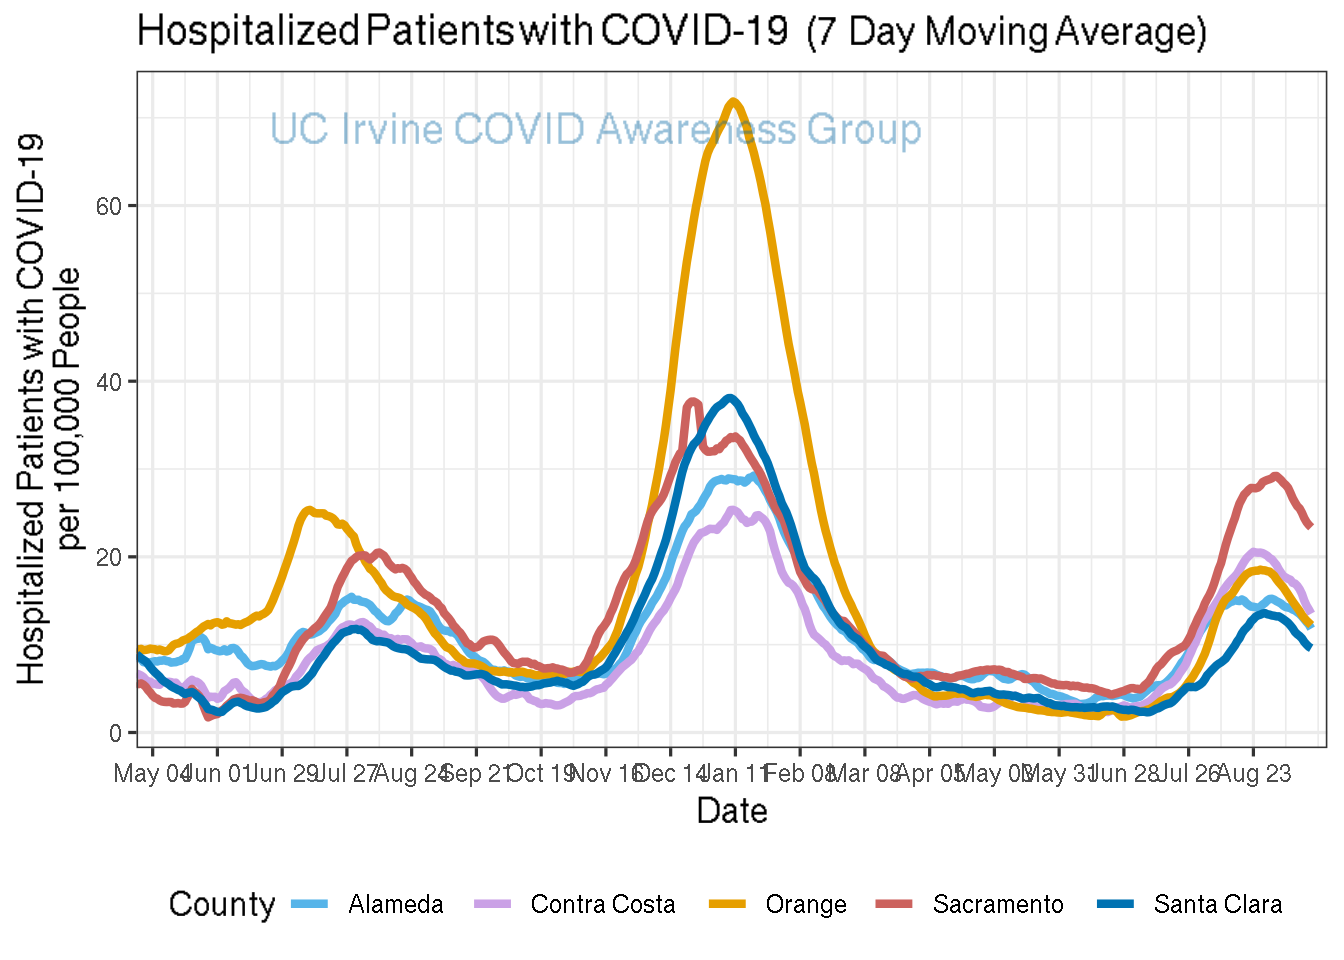 Hospitalized Patients with COVID-19 (7 Day Moving Average)
UC Irvine COVID Awareness Group
Hospitalized Patients with COVID-19
per 100,000 People
60
40
20
0
May 04 Jun 01 Jun 29 Jul 27 Aug 24 Sep 21 Oct 19 Nov 16 Dec 14 Jan 11 Feb 08 Mar 08 Apr 05 May 03 May 31 Jun 28 Jul 26 Aug 23
Date
County Alameda Contra Costa Orange Sacramento Santa Clara